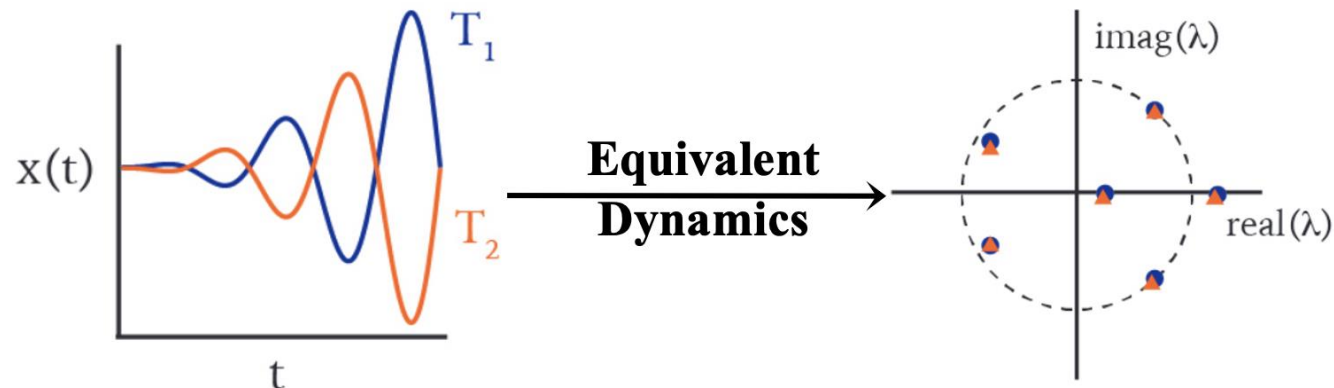 x(t)
t
T₁
T₂
Equivalent
Dynamics
imag(λ)
real(λ)